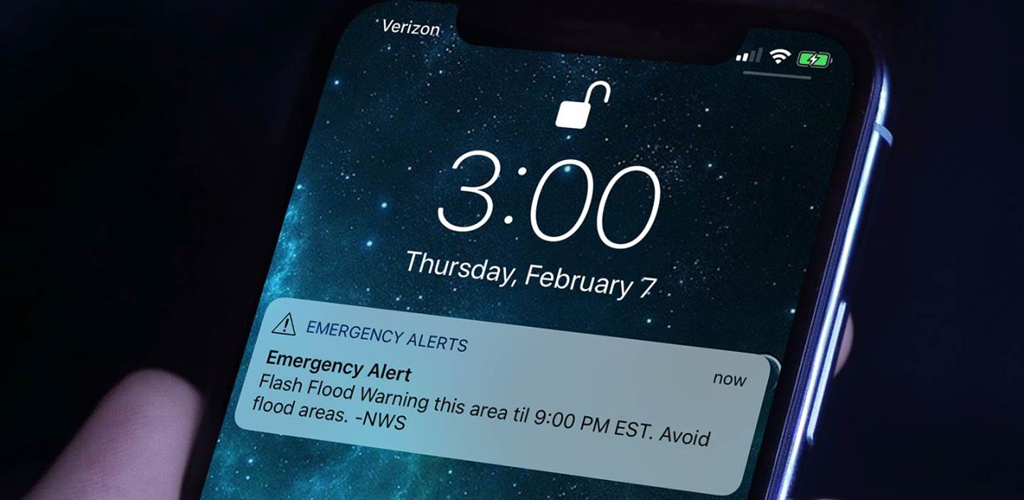 Verizon
3:00
Thursday, February 7
EMERGENCY ALERTS
Emergency Alert
now
Flash Flood Warning this area til 9:00 PM EST. Avoid
flood areas. -NWS